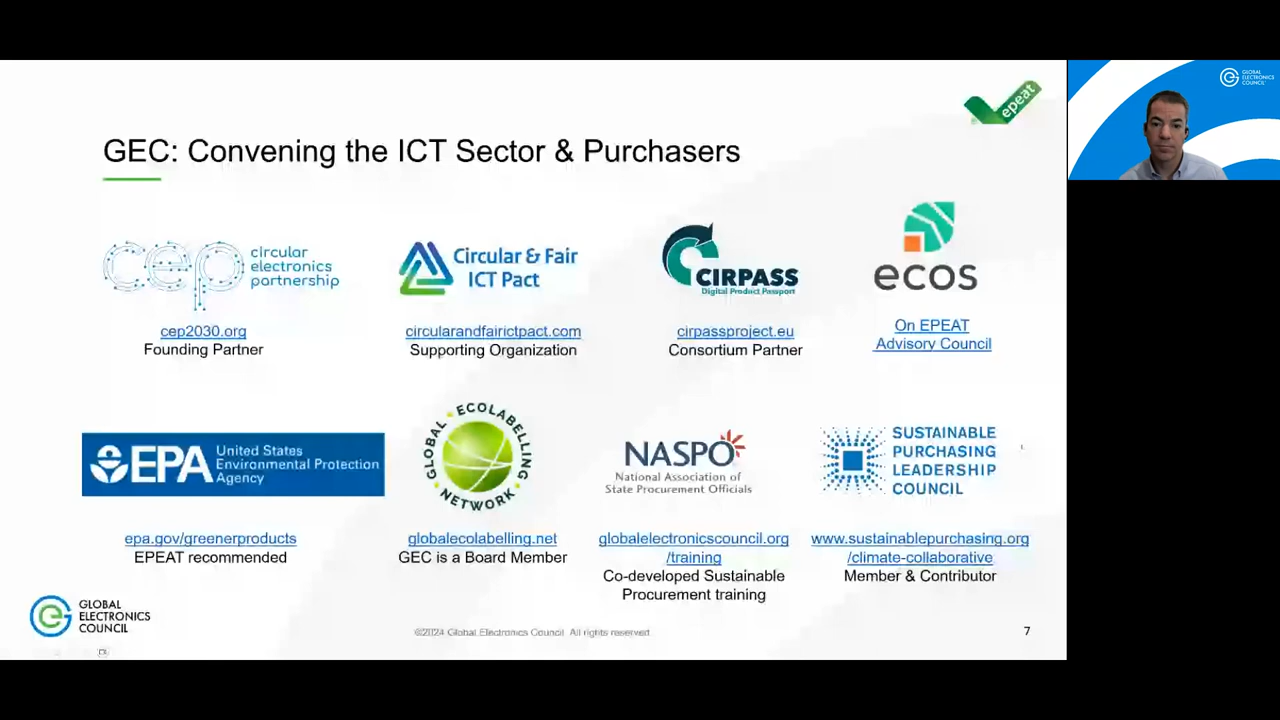 epeat
GLOBAL
ELECTRONICS
COUNCIL
GEC: Convening the ICT Sector & Purchasers
cep
circular
electronics
partnership
cep2030.org
Founding Partner
Circular & Fair
ICT Pact
circularandfairictpact.com
Supporting Organization
CIRPASS
Digital Product Passport
cirpassproject.eu
Consortium Partner
ecos
On EPEAT
Advisory Council
EPA
United States
Environmental Protection
Agency
epa.gov/greenerproducts
EPEAT recommended
GLOBAL ECOLABELLING NETWORK
globalecolabelling.net
GEC is a Board Member
NASPO
National Association of
State Procurement Officials
globalelectronicscouncil.org
/training
Co-developed Sustainable
Procurement training
SUSTAINABLE
PURCHASING
LEADERSHIP
COUNCIL
www.sustainablepurchasing.org
/climate-collaborative
Member & Contributor
GLOBAL
ELECTRONICS
COUNCIL
©2024 Global Electronics Council. All rights reserved
7